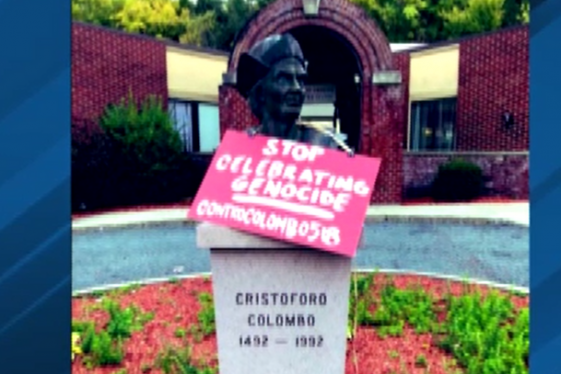 STOP
CELEBRATING
GENOCIDE
CRISTOFORO
COLOMBO
1492 — 1992